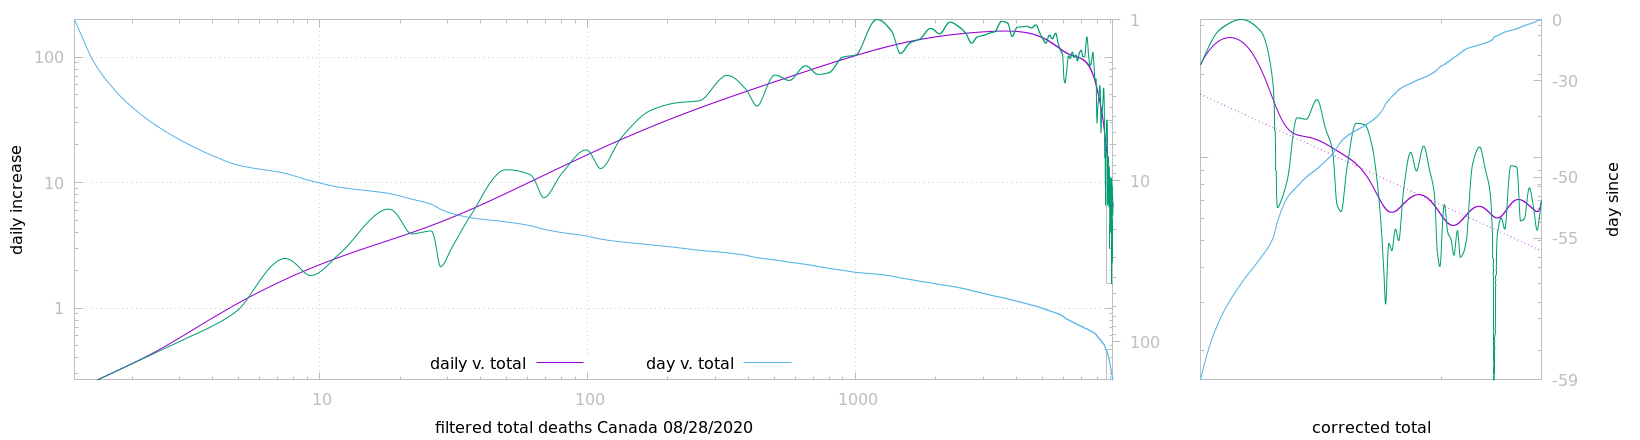 100
10
1
daily increase
daily v. total
day v. total
10
100
1000
filtered total deaths Canada 08/28/2020
1
10
100
0
-30
-50
-55
-59
day since
corrected total